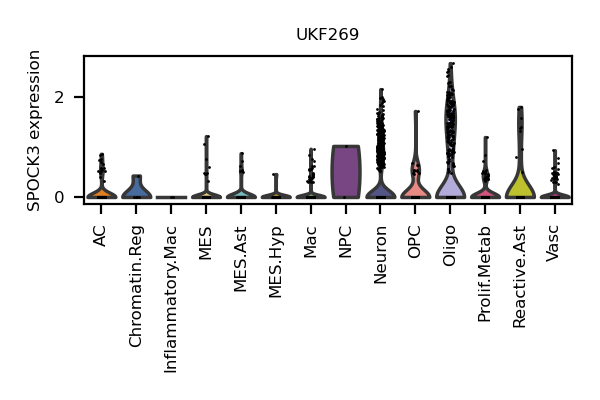 UKF269
SPOCK3 expression
2
0
AC
Chromatin.Reg
Inflammatory.Mac
MES
MES.Ast
MES.Hyp
Mac
NPC
Neuron
OPC
Oligo
Prolif.Metab
Reactive.Ast
Vasc